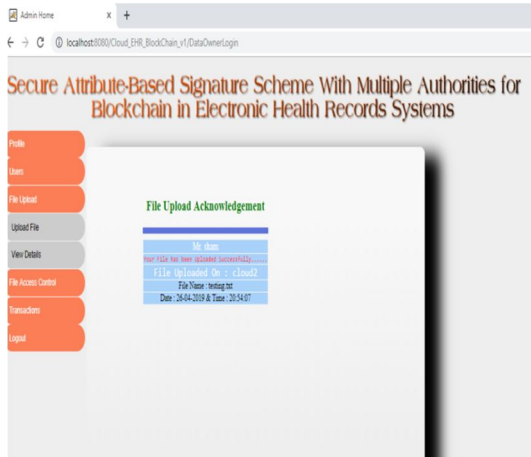 Admin Home
localhost:8080/Cloud_EHR_BlockChain_v1/DataOwnerLogin
Secure Attribute-Based Signature Scheme With Multiple Authorities for
Blockchain in Electronic Health Records Systems
Profile
Users
File Upload
Upload File
View Details
File Access Control
Transactions
Logout
File Upload Acknowledgement
Mr sham
Your File has been Uploaded Successfully......
File Uploaded On : cloud2
File Name : testing.txt
Date : 26-04-2019 & Time : 20:54:07